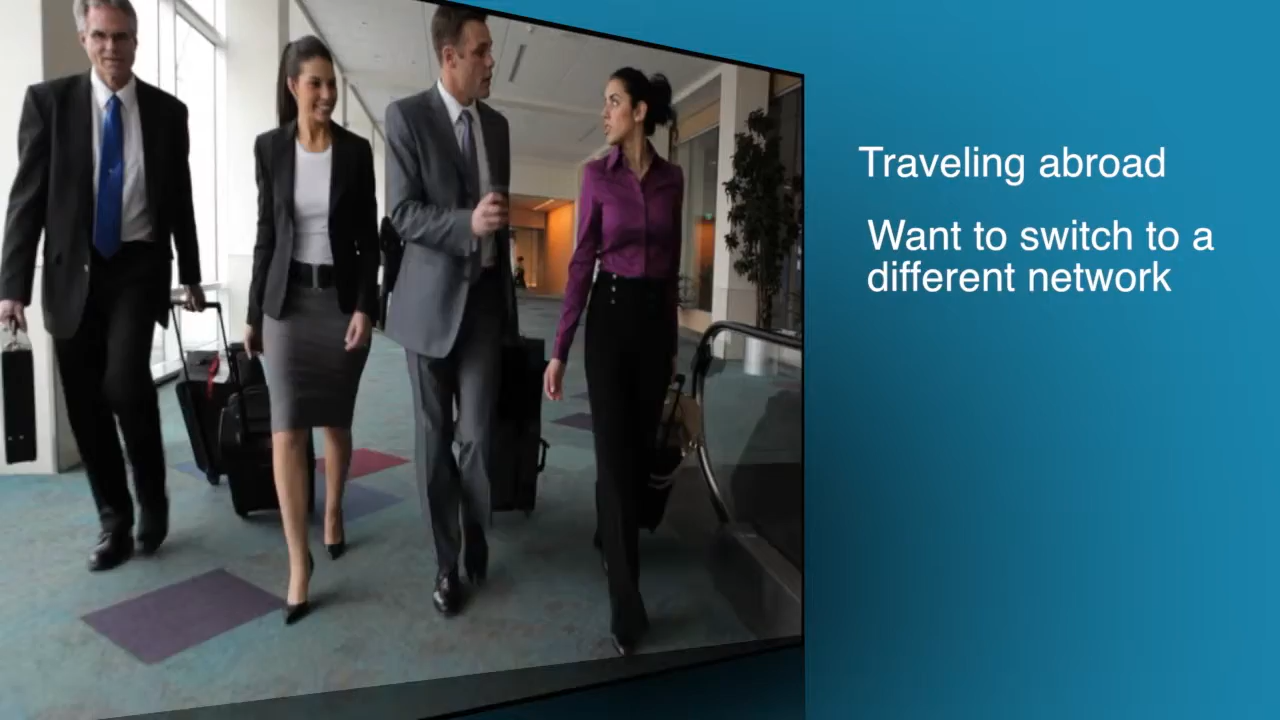 Traveling abroad
Want to switch to a
different network